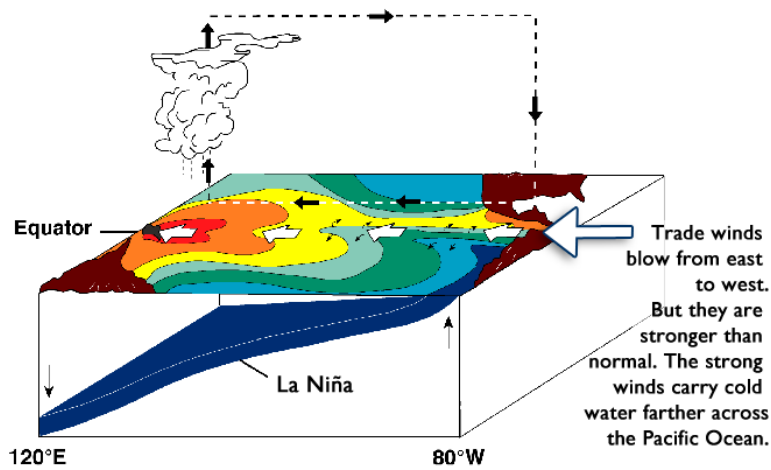 Equator
Trade winds
blow from east
to west.
But they are
stronger than
normal. The strong
winds carry cold
water farther across
the Pacific Ocean.
La Niña
120°E
80°W